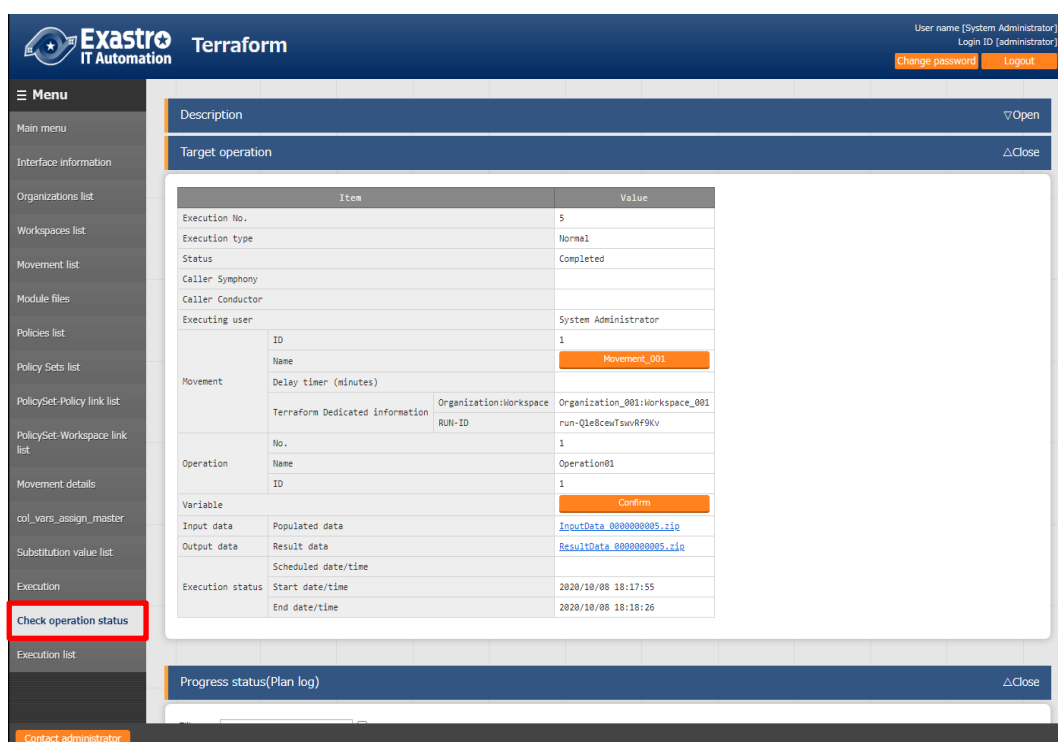 Exastro
IT Automation
Terraform
User name [System Administrator]
Login ID [administrator]
Change password
Logout
Menu
Main menu
Interface information
Organizations list
Workspaces list
Movement list
Module files
Policies list
Policy Sets list
PolicySet-Policy link list
PolicySet-Workspace link
list
Movement details
col_vars_assign_master
Substitution value list
Execution
Check operation status
Execution list
Description
▽Open
Target operation
△Close
Item Value
Execution No. 5
Execution type Normal
Status Completed
Caller Symphony
Caller Conductor
Executing user System Administrator
Movement
ID 1
Name Movement_001
Delay timer (minutes)
Terraform Dedicated information
Organization:Workspace Organization_001:Workspace_001
RUN-ID run-Q1e8cewTswvRf9Kv
Operation
No. 1
Name Operation01
ID 1
Variable Confirm
Input data Populated data InputData_0000000005.zip
Output data Result data ResultData_0000000005.zip
Execution status
Scheduled date/time
Start date/time 2020/10/08 18:17:55
End date/time 2020/10/08 18:18:26
Progress status(Plan log)
△Close
Contact administrator